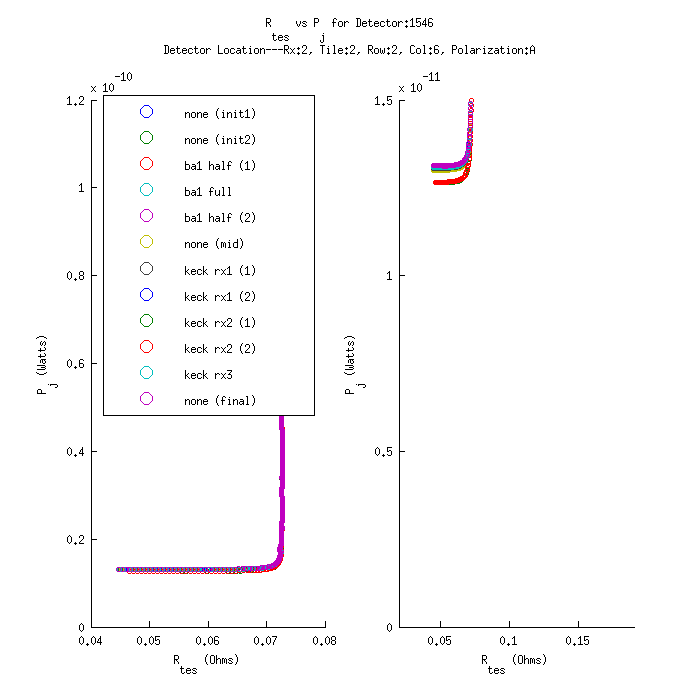 R tes vs P j for Detector:1546
Detector Location---Rx:2, Tile:2, Row:2, Col:6, Polarization:A
x 10^-10
1.2
1
0.8
0.6
0.4
0.2
0
0.04 0.05 0.06 0.07 0.08
P j (Watts)
R tes (Ohms)
none (init1)
none (init2)
ba1 half (1)
ba1 full
ba1 half (2)
none (mid)
keck rx1 (1)
keck rx1 (2)
keck rx2 (1)
keck rx2 (2)
keck rx3
none (final)
x 10^-11
1.5
1
0.5
0
0.05 0.1 0.15
P j (Watts)
R tes (Ohms)